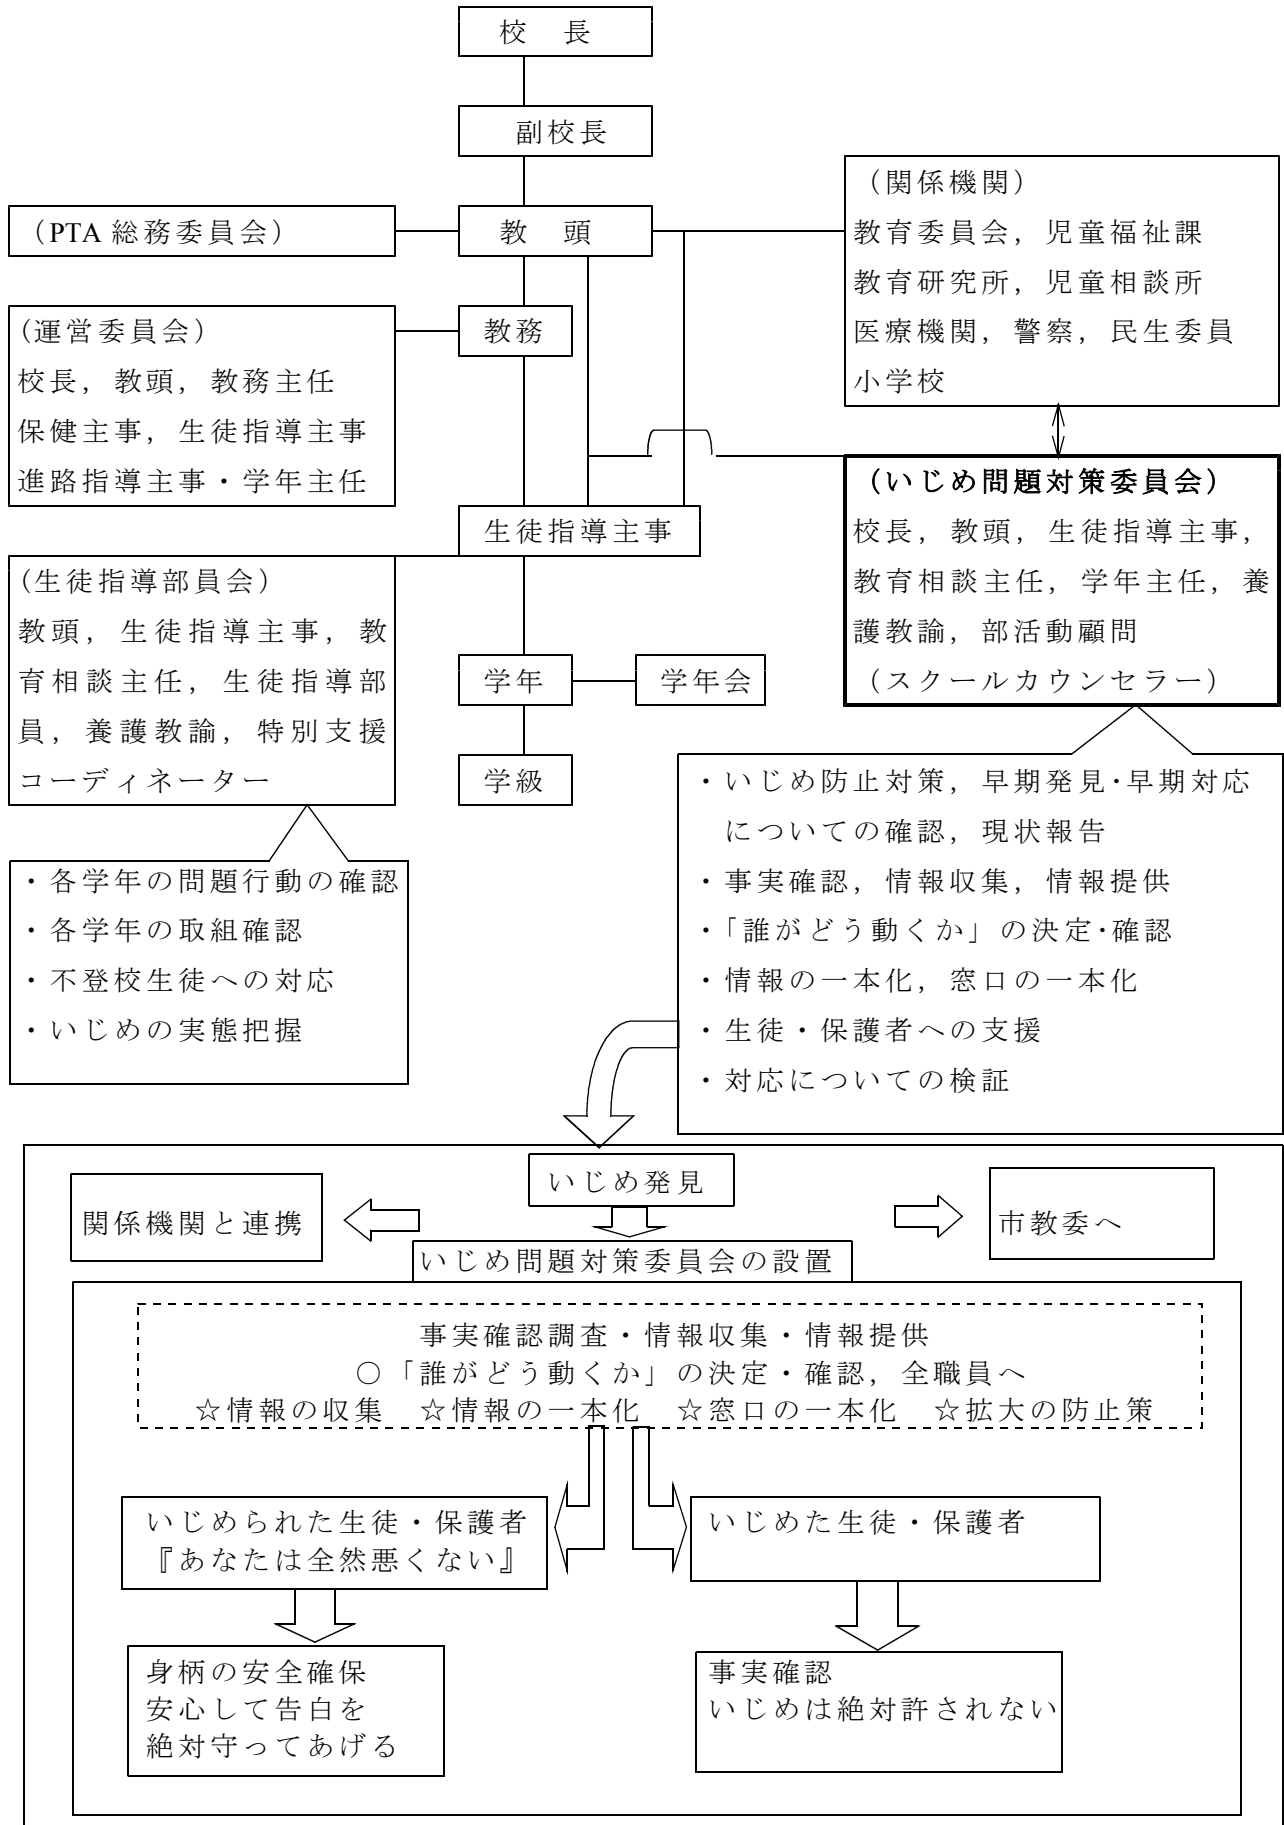 校　長
副校長
（PTA 総務委員会）
教　頭
（関係機関）
教育委員会，児童福祉課
教育研究所，児童相談所
医療機関，警察，民生委員
小学校
(運営委員会）
校長，教頭，教務主任
保健主事，生徒指導主事
進路指導主事・学年主任
教務
（いじめ問題対策委員会）
校長，教頭，生徒指導主事，
教育相談主任，学年主任，養
護教諭，部活動顧問
（スクールカウンセラー）
生徒指導主事
(生徒指導部員会）
教頭，生徒指導主事，教
育相談主任，生徒指導部
員，養護教諭，特別支援
コーディネーター
学年
学年会
学級
・いじめ防止対策，早期発見・早期対応
についての確認，現状報告
・事実確認，情報収集，情報提供
・「誰がどう動くか」の決定・確認
・情報の一本化，窓口の一本化
・生徒・保護者への支援
・対応についての検証
・各学年の問題行動の確認
・各学年の取組確認
・不登校生徒への対応
・いじめの実態把握
いじめ発見
関係機関と連携
市教委へ
いじめ問題対策委員会の設置
事実確認調査・情報収集・情報提供
○「誰がどう動くか」の決定・確認，全職員へ
☆情報の収集　☆情報の一本化　☆窓口の一本化　☆拡大の防止策
いじめられた生徒・保護者
『あなたは全然悪くない』
いじめた生徒・保護者
身柄の安全確保
安心して告白を
絶対守ってあげる
事実確認
いじめは絶対許されない